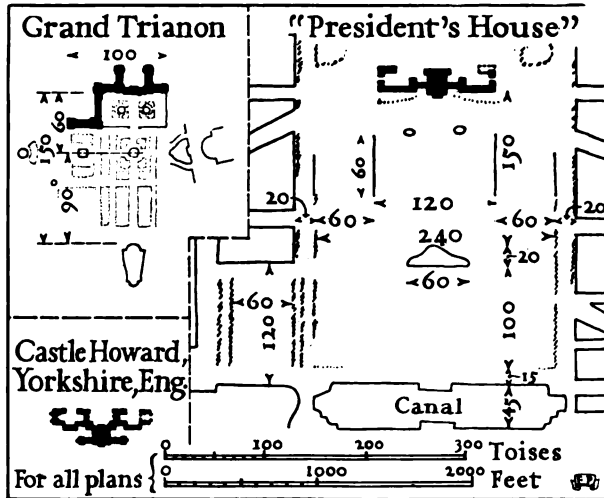 Grand Trianon
100
60
150
90°
"President's House"
150
60
120
20
20
60
60
240
20
60
60
120
100
15
Canal
45
Castle Howard,
Yorkshire, Eng.
For all plans
0 100 200 300 Toises
0 1000 2000 Feet